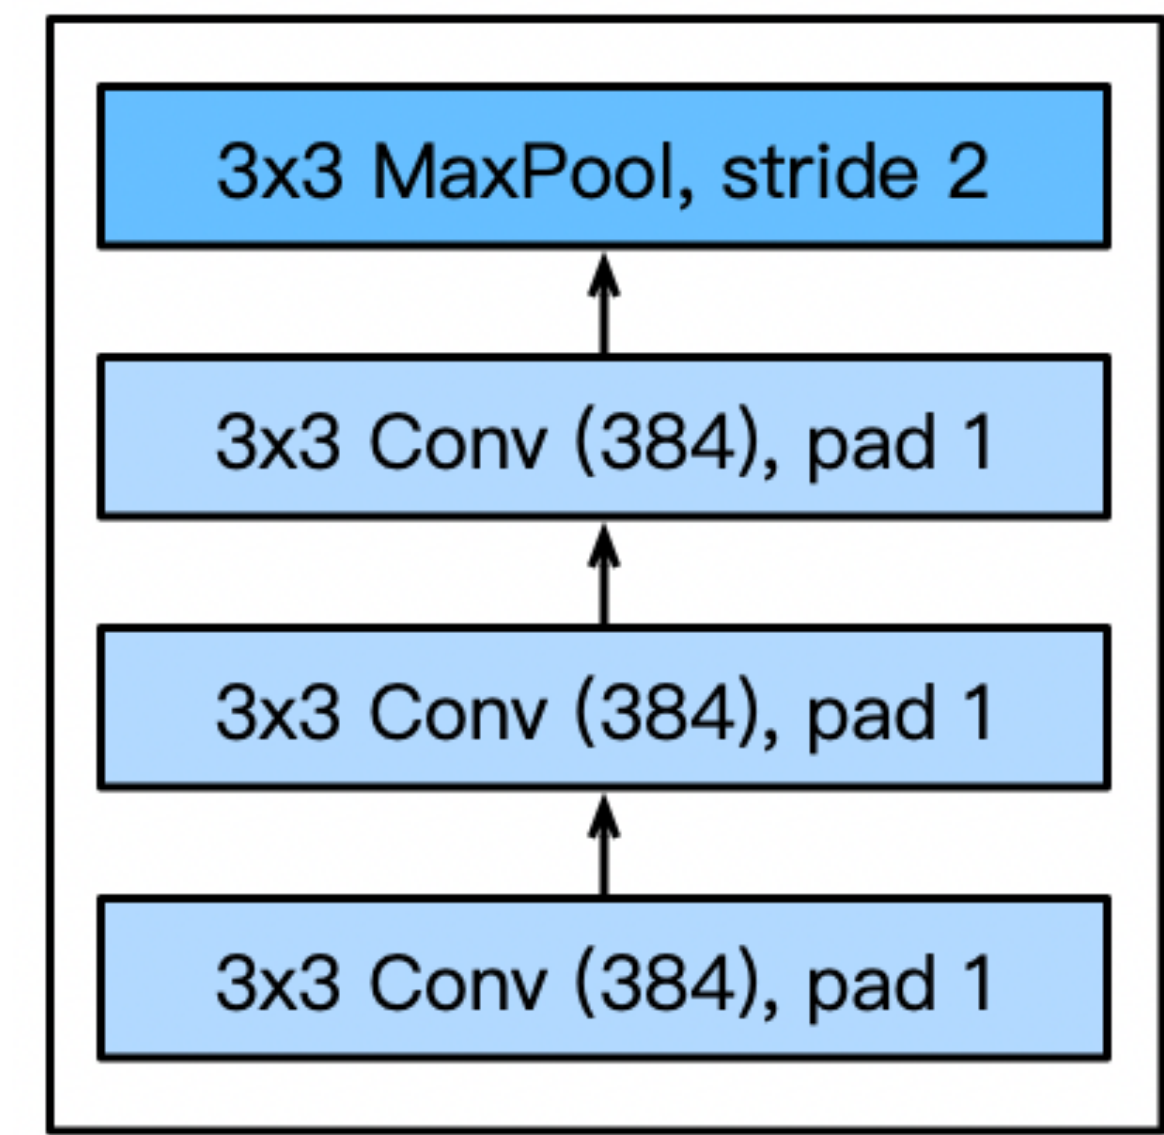 3x3 MaxPool, stride 2
3x3 Conv (384), pad 1
3x3 Conv (384), pad 1
3x3 Conv (384), pad 1